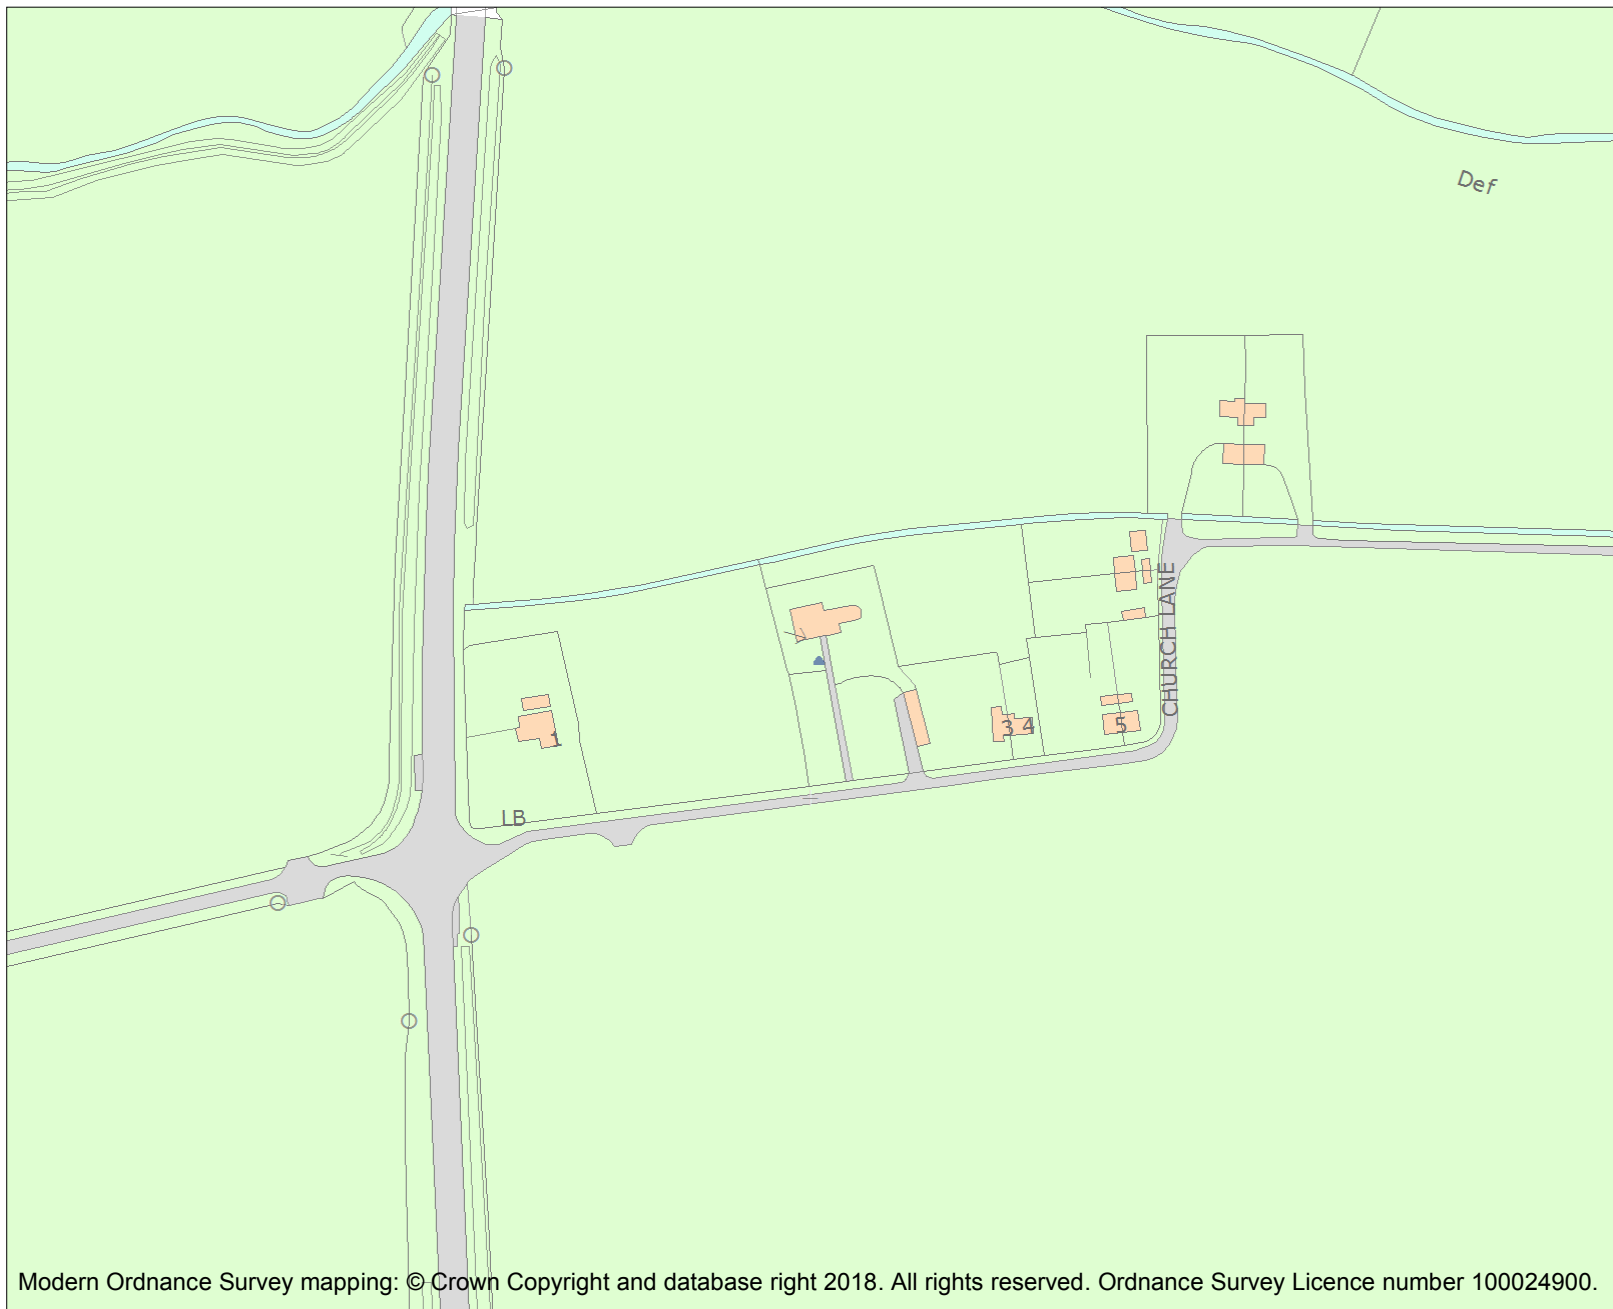 Def
CHURCH LANE
1
3 4
5
LB
Modern Ordnance Survey mapping: © Crown Copyright and database right 2018. All rights reserved. Ordnance Survey Licence number 100024900.